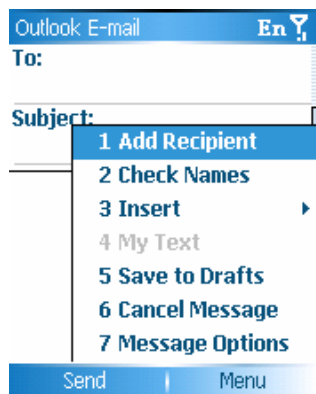 Outlook E-mail En
To:
Subject:
1 Add Recipient
2 Check Names
3 Insert
4 My Text
5 Save to Drafts
6 Cancel Message
7 Message Options
Send Menu